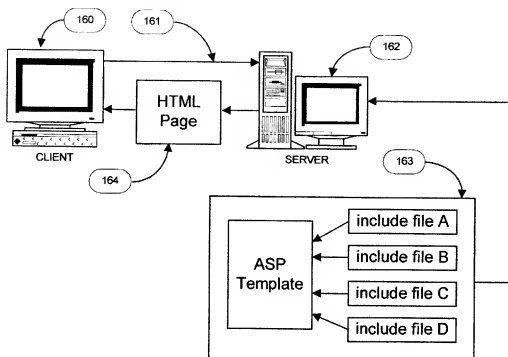 160
161
162
HTML
Page
CLIENT
SERVER
164
163
include file A
include file B
ASP
Template
include file C
include file D